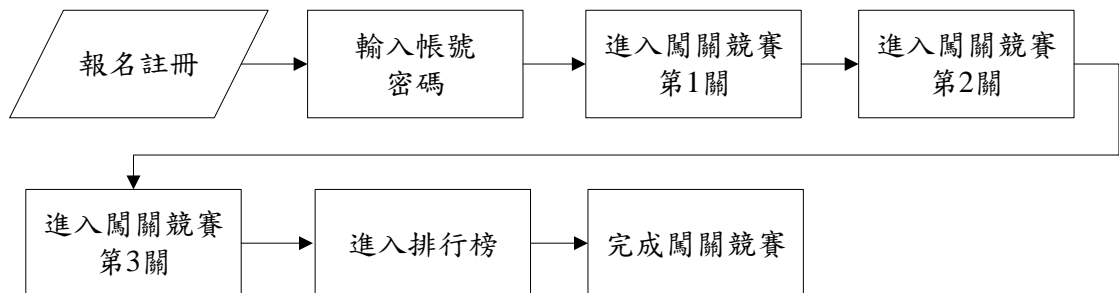 報名註冊
輸入帳號
密碼
進入闖關競賽
第1關
進入闖關競賽
第2關
進入闖關競賽
第3關
進入排行榜
完成闖關競賽